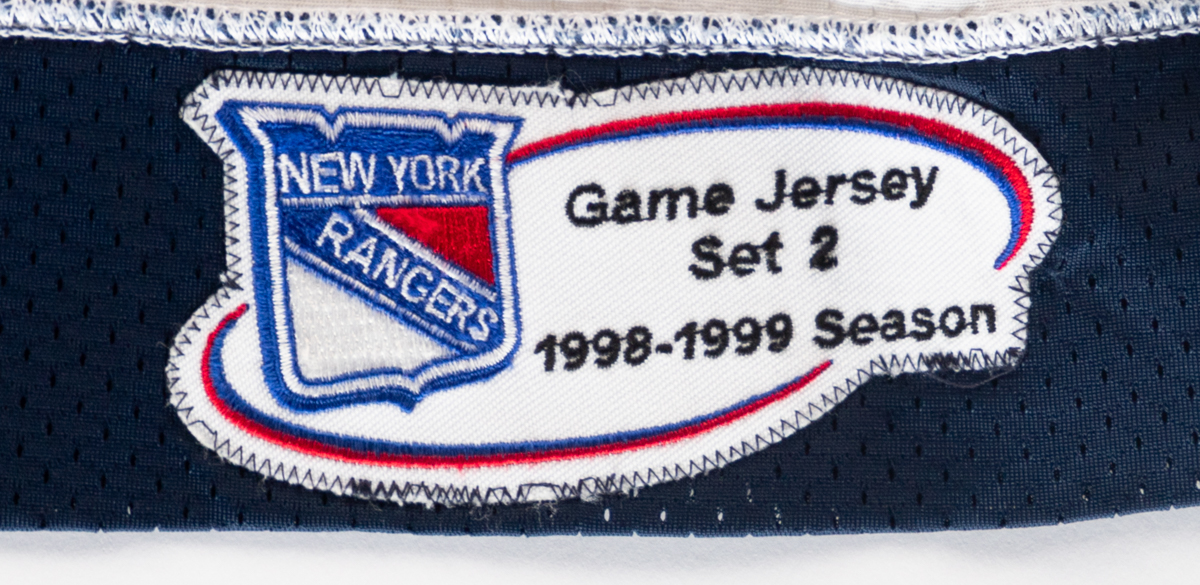 NEW YORK
RANGERS
Game Jersey
Set 2
1998-1999 Season